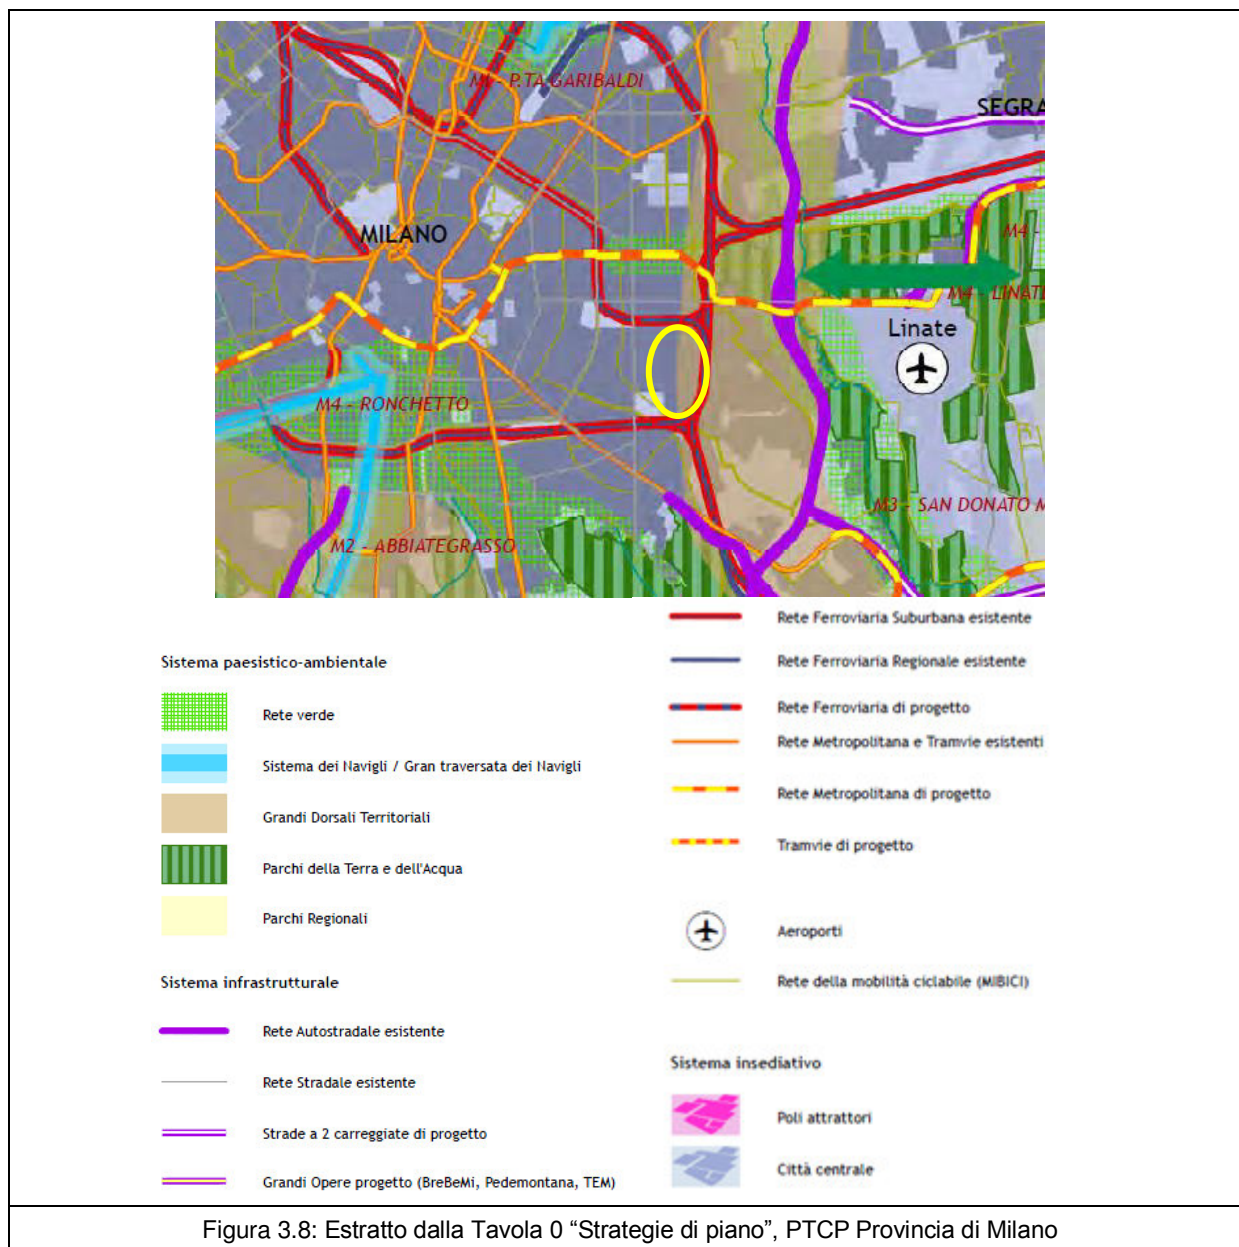 M4 - P.TA GARIBALDI
SEGRA
MILANO
M4 -
M4 - LINATE
Linate
M4 - RONCHETTO
M3 - SAN DONATO M
M2 - ABBIATEGRASSO
Sistema paesistico-ambientale
Rete verde
Sistema dei Navigli / Gran traversata dei Navigli
Grandi Dorsali Territoriali
Parchi della Terra e dell'Acqua
Parchi Regionali
Sistema infrastrutturale
Rete Autostradale esistente
Rete Stradale esistente
Strade a 2 carreggiate di progetto
Grandi Opere progetto (BreBeMi, Pedemontana, TEM)
Rete Ferroviaria Suburbana esistente
Rete Ferroviaria Regionale esistente
Rete Ferroviaria di progetto
Rete Metropolitana e Tramvie esistenti
Rete Metropolitana di progetto
Tramvie di progetto
Aeroporti
Rete della mobilità ciclabile (MIBICI)
Sistema insediativo
Poli attrattori
Città centrale
Figura 3.8: Estratto dalla Tavola 0 “Strategie di piano”, PTCP Provincia di Milano